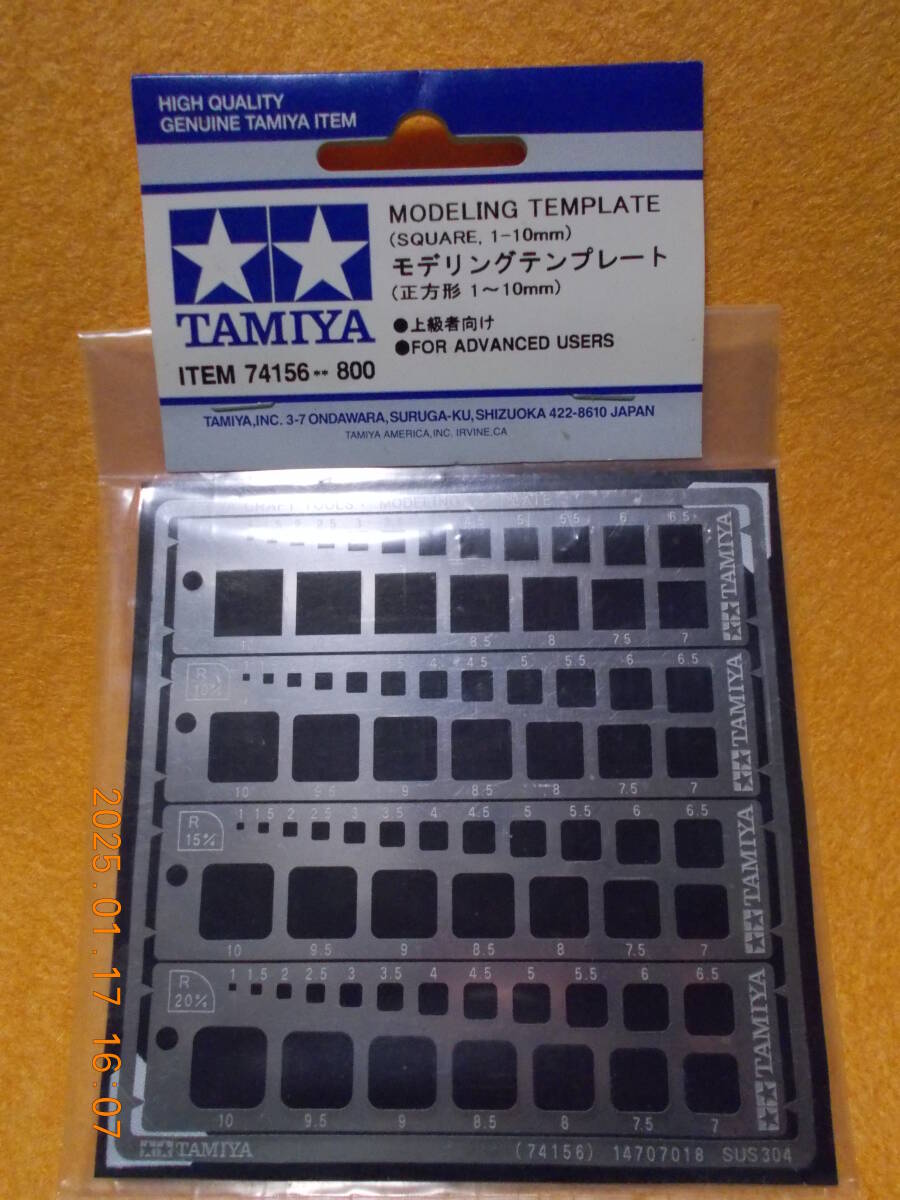 HIGH QUALITY
GENUINE TAMIYA ITEM
MODELING TEMPLATE
(SQUARE, 1-10mm)
モデリングテンプレート
(正方形 1〜10mm)
●上級者向け
●FOR ADVANCED USERS
TAMIYA
ITEM 74156** 800
TAMIYA,INC. 3-7 ONDAWARA,SURUGA-KU,SHIZUOKA 422-8610 JAPAN
TAMIYA AMERICA,INC. IRVINE,CA
CRAFT TOOLS MODELING
2.5 3 4.5 5 5.5 6 6.5
8.5 8 7.5 7
TAMIYA
R
10%
1 4 4.5 5 5.5 6 6.5
10 9.5 9 8.5 8 7.5 7
TAMIYA
R
15%
1 1.5 2 2.5 3 3.5 4 4.5 5 5.5 6 6.5
10 9.5 9 8.5 8 7.5 7
TAMIYA
R
20%
1 1.5 2 2.5 3 3.5 4 4.5 5 5.5 6 6.5
10 9.5 9 8.5 8 7.5 7
TAMIYA
TAMIYA
(74156) 14707018 SUS304
2025.01.17 16:07